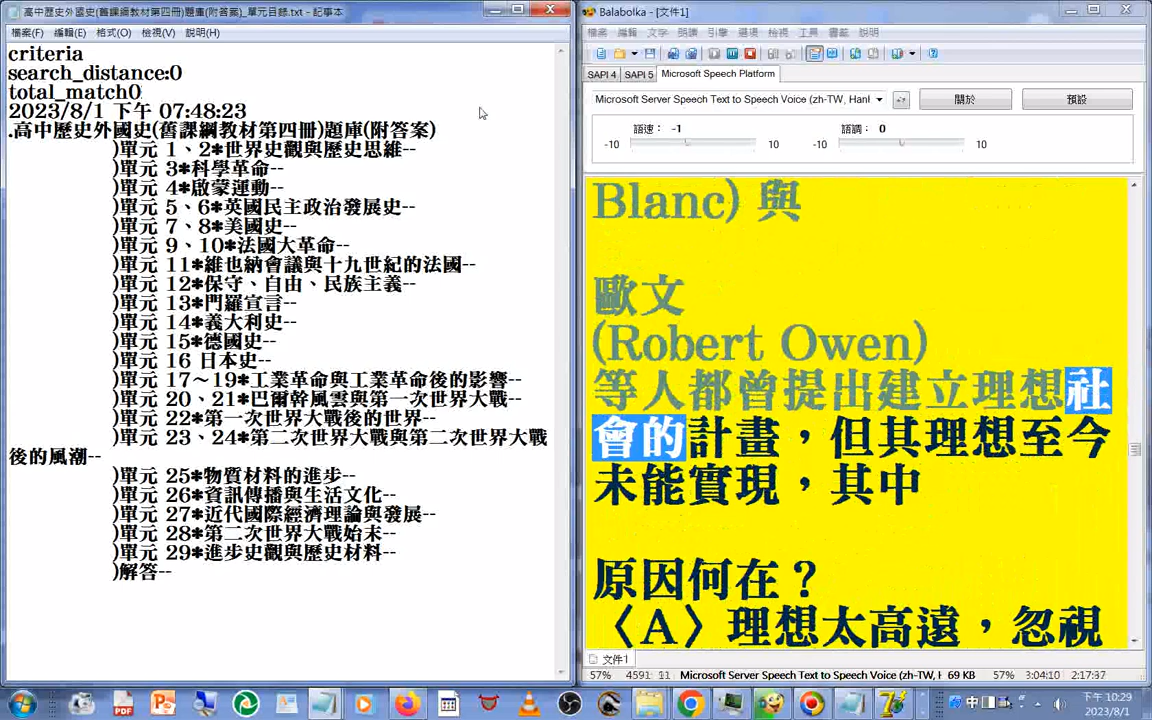 高中歷史外國史(舊課綱教材第四冊)題庫(附答案)_單元目錄.txt - 記事本
檔案(F) 編輯(E) 格式(O) 檢視(V) 說明(H)
criteria
search_distance:0
total_match0
2023/8/1 下午 07:48:23
.高中歷史外國史(舊課綱教材第四冊)題庫(附答案)
)單元 1、2*世界史觀與歷史思維--
)單元 3*科學革命--
)單元 4*啟蒙運動--
)單元 5、6*英國民主政治發展史--
)單元 7、8*美國史--
)單元 9、10*法國大革命--
)單元 11*維也納會議與十九世紀的法國--
)單元 12*保守、自由、民族主義--
)單元 13*門羅宣言--
)單元 14*義大利史--
)單元 15*德國史--
)單元 16 日本史--
)單元 17～19*工業革命與工業革命後的影響--
)單元 20、21*巴爾幹風雲與第一次世界大戰--
)單元 22*第一次世界大戰後的世界--
)單元 23、24*第二次世界大戰與第二次世界大戰
後的風潮--
)單元 25*物質材料的進步--
)單元 26*資訊傳播與生活文化--
)單元 27*近代國際經濟理論與發展--
)單元 28*第二次世界大戰始末--
)單元 29*進步史觀與歷史材料--
)解答--
Balabolka - [文件1]
檔案 編輯 文字 朗讀 引擎 選項 檢視 工具 書籤 說明
SAPI 4 SAPI 5 Microsoft Speech Platform
Microsoft Server Speech Text to Speech Voice (zh-TW, Hanl
關於 預設
語速： -1 語調： 0
-10 10 -10 10
Blanc) 與
歐文
(Robert Owen)
等人都曾提出建立理想社
會的計畫，但其理想至今
未能實現，其中
原因何在？
〈A〉理想太高遠，忽視
文件1
57% 4591: 11 Microsoft Server Speech Text to Speech Voice (zh-TW, H 69 KB 57% 3:04:10 2:17:37
中
下午 10:29
2023/8/1